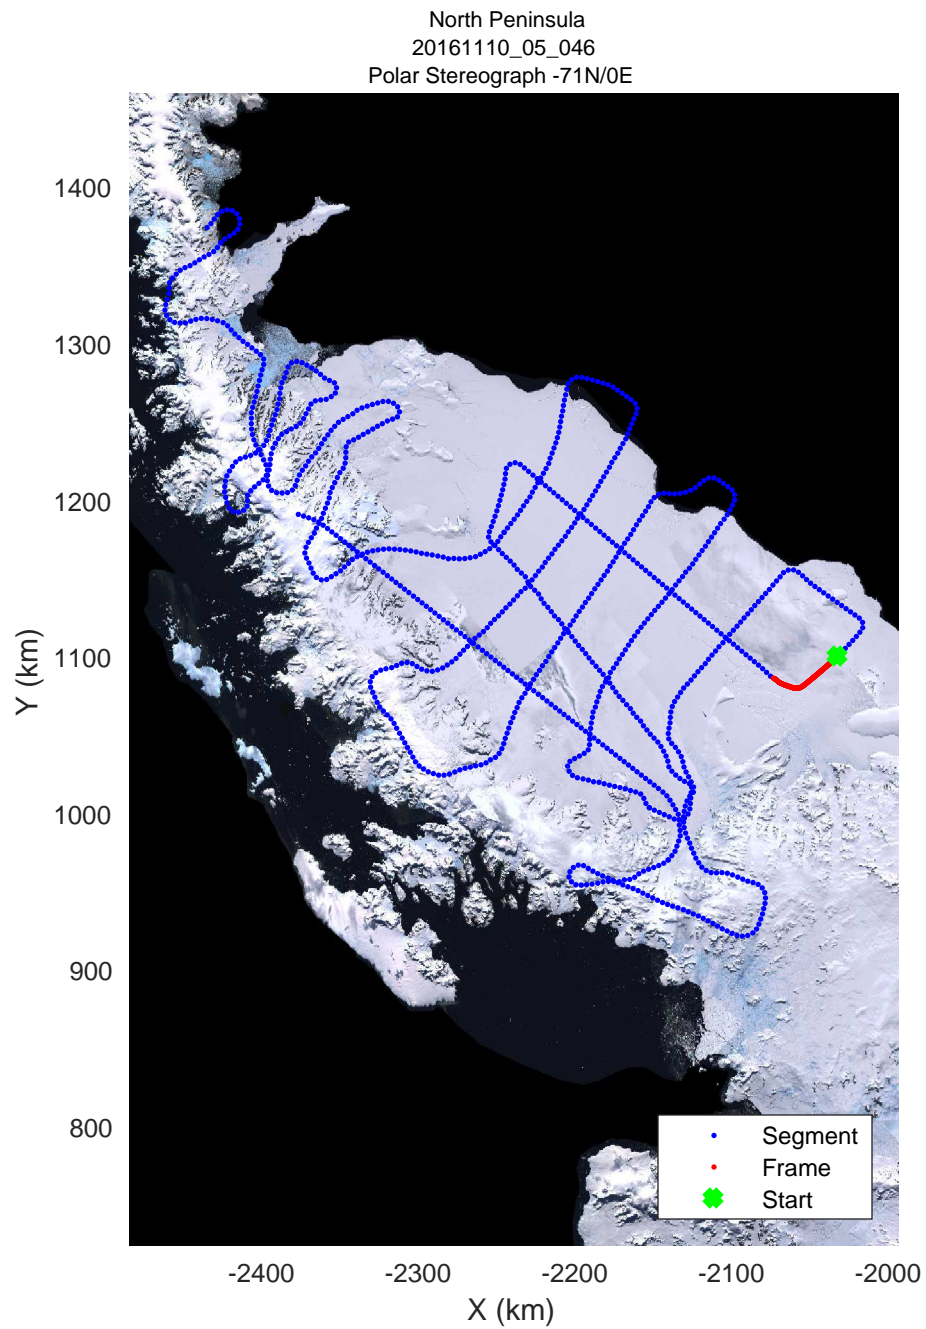 North Peninsula
20161110_05_046
Polar Stereograph -71N/0E
1400
1300
1200
1100
1000
900
800
Y (km)
Segment
Frame
Start
-2400
-2300
-2200
-2100
-2000
X (km)